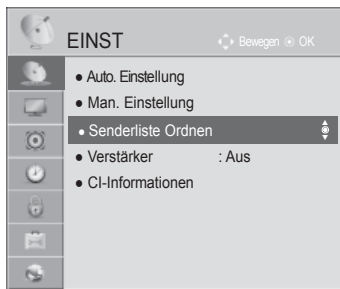 EINST
Bewegen OK
● Auto. Einstellung
● Man. Einstellung
● Senderliste Ordnen
● Verstärker : Aus
● CI-Informationen